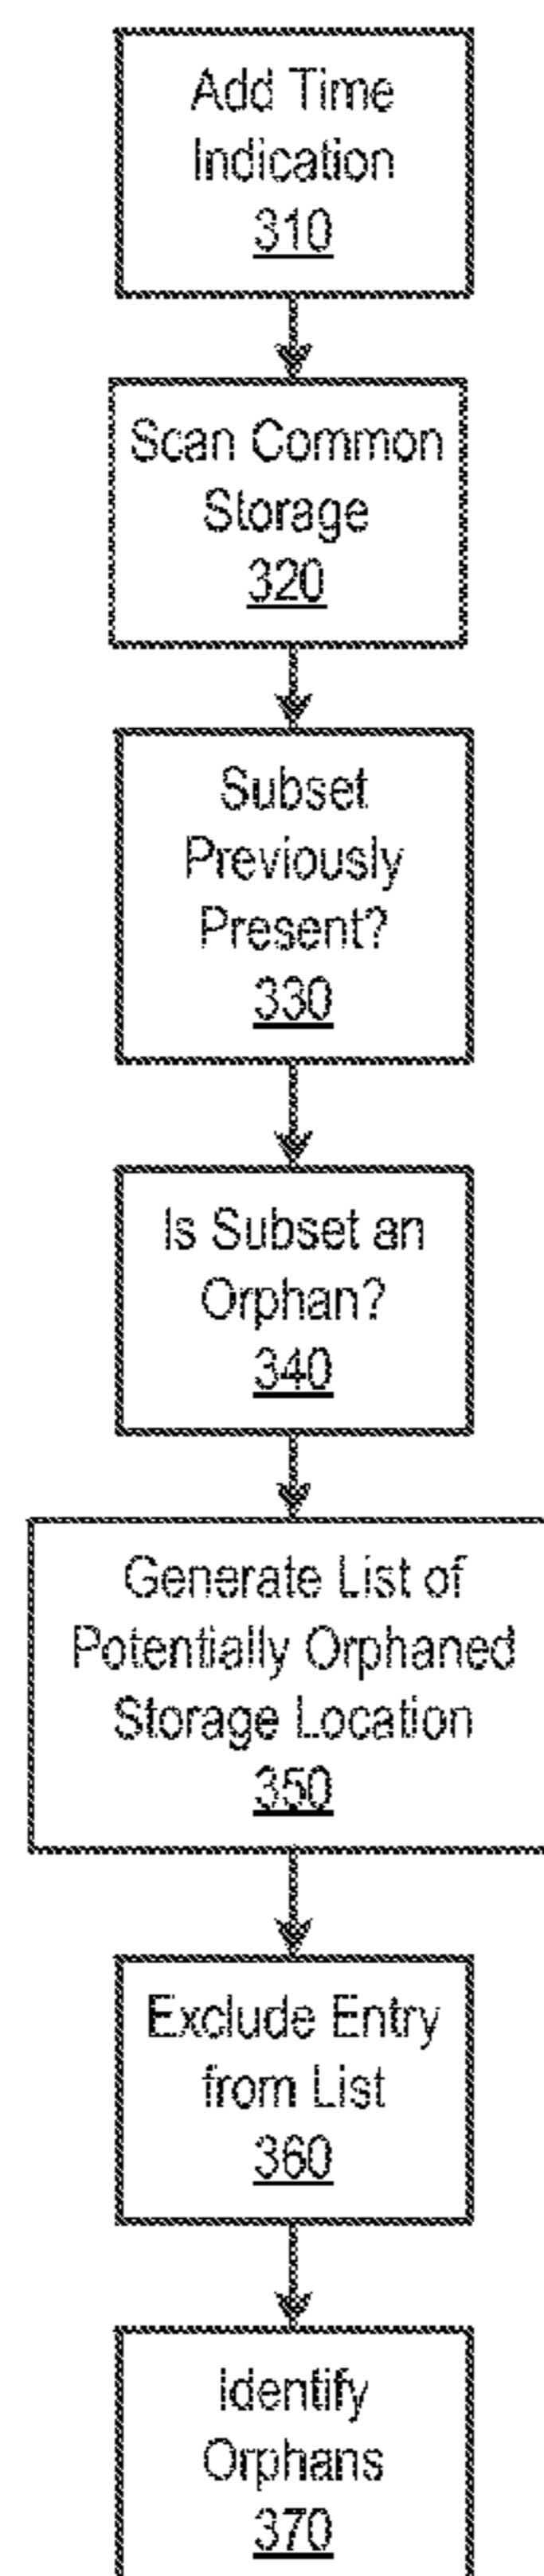 Add Time
Indication
310
Scan Common
Storage
320
Subset
Previously
Present?
330
Is Subset an
Orphan?
340
Generate List of
Potentially Orphaned
Storage Location
350
Exclude Entry
from List
360
Identify
Orphans
370